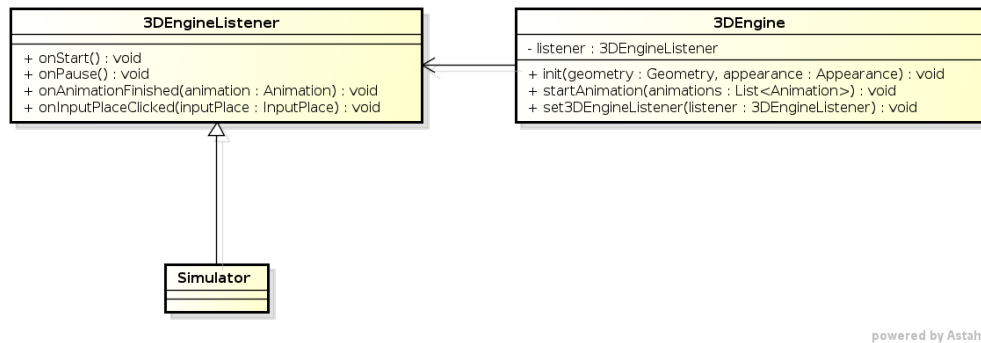 3DEngineListener
+ onStart() : void
+ onPause() : void
+ onAnimationFinished(animation : Animation) : void
+ onInputPlaceClicked(inputPlace : InputPlace) : void
3DEngine
- listener : 3DEngineListener
+ init(geometry : Geometry, appearance : Appearance) : void
+ startAnimation(animations : List<Animation>) : void
+ set3DEngineListener(listener : 3DEngineListener) : void
Simulator
powered by Astah